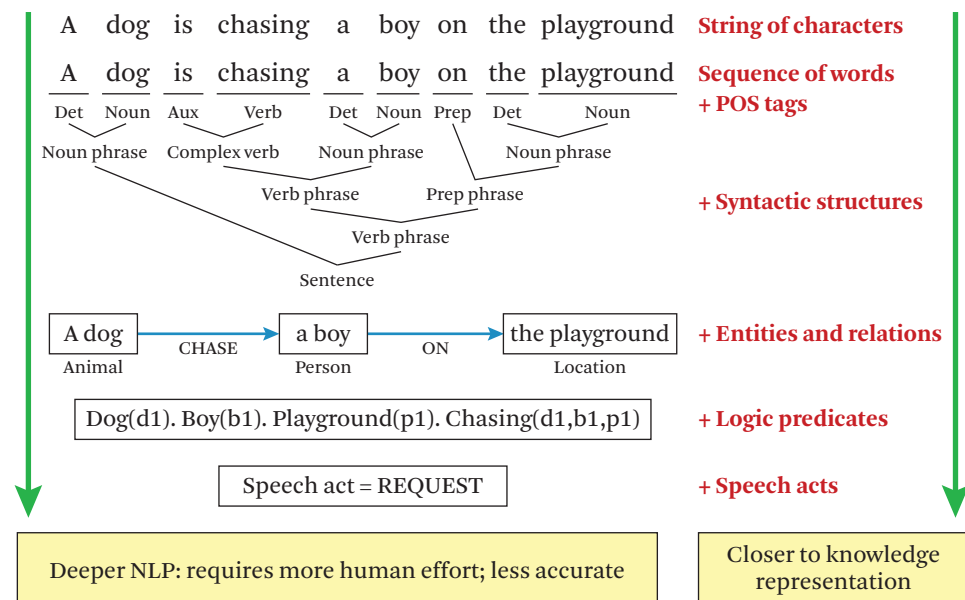 A dog is chasing a boy on the playground String of characters
A dog is chasing a boy on the playground Sequence of words
+ POS tags
Det Noun Aux Verb Det Noun Prep Det Noun
Noun phrase Complex verb Noun phrase Noun phrase
Verb phrase Prep phrase
+ Syntactic structures
Verb phrase
Sentence
A dog a boy the playground + Entities and relations
CHASE ON
Animal Person Location
Dog(d1). Boy(b1). Playground(p1). Chasing(d1,b1,p1) + Logic predicates
Speech act = REQUEST + Speech acts
Deeper NLP: requires more human effort; less accurate
Closer to knowledge
representation